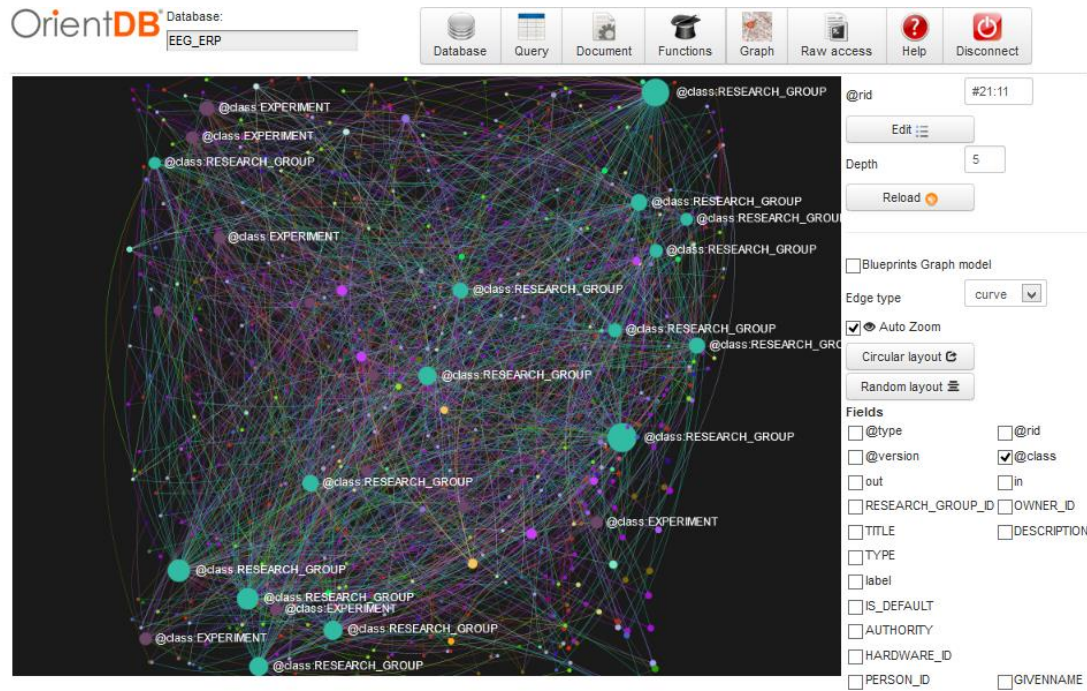 OrientDB
Database:
EEG_ERP
Database Query Document Functions Graph Raw access Help Disconnect
@class:RESEARCH_GROUP
@class:EXPERIMENT
@class:EXPERIMENT
@class:RESEARCH_GROUP
@class:RESEARCH_GROUP
@class:RESEARCH_GROU
@class:EXPERIMENT
@class:RESEARCH_GROUP
@class:RESEARCH_GROUP
@class:RESEARCH_GROUP
@class:RESEARCH_GRO
@class:RESEARCH_GROUP
@class:RESEARCH_GROUP
@class:RESEARCH_GROUP
@class:EXPERIMENT
@class:RESEARCH_GROUP
@class:RESEARCH_GROUP
@class:EXPERIMENT
@class:RESEARCH_GROUP
@class:EXPERIMENT
@class:RESEARCH_GROUP
@rid #21:11
Edit
Depth 5
Reload
Blueprints Graph model
Edge type curve
Auto Zoom
Circular layout
Random layout
Fields
@type @rid
@version @class
out in
RESEARCH_GROUP_ID OWNER_ID
TITLE DESCRIPTION
TYPE
label
IS_DEFAULT
AUTHORITY
HARDWARE_ID
PERSON_ID GIVENNAME